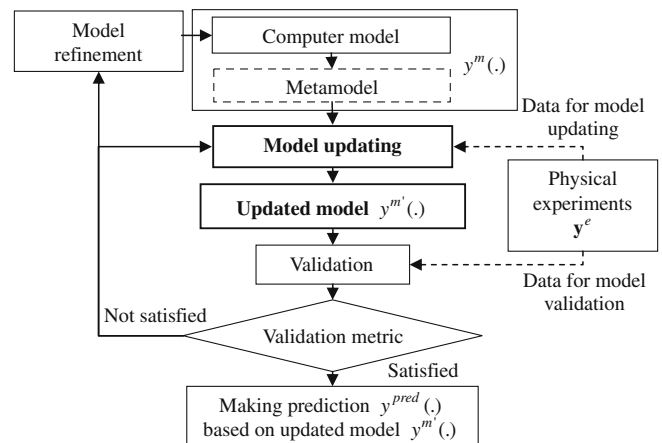 Model
refinement
Computer model
Metamodel
y^m(.)
Data for model
updating
Model updating
Physical
experiments
y^e
Updated model y^m'(.)
Validation
Data for model
validation
Not satisfied
Validation metric
Satisfied
Making prediction y^pred(.)
based on updated model y^m'(.)